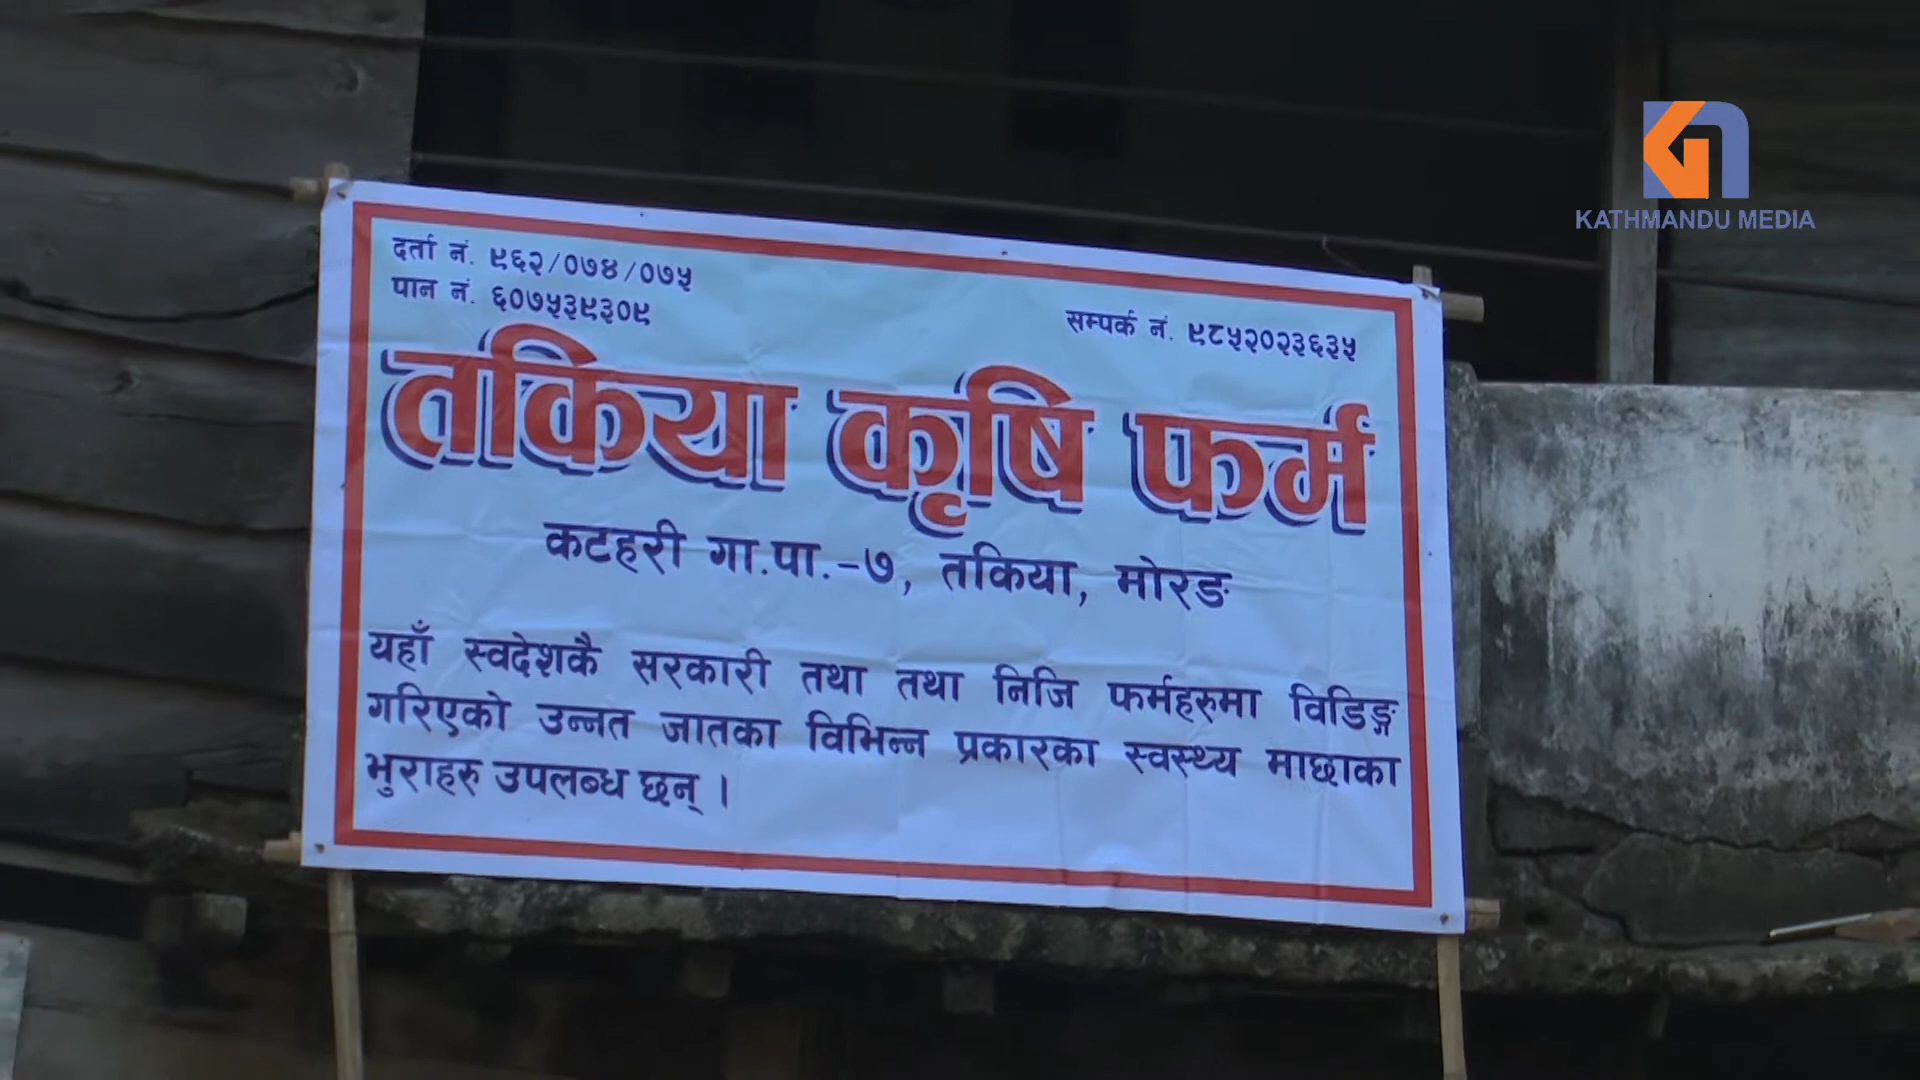 दर्ता नं. ९६२/०७४/०७५
पान नं. ६०७५३९३०९
सम्पर्क नं. ९८५२०२३६३५
तकिया कृषि फर्म
कटहरी गा.पा.-७, तकिया, मोरङ
यहाँ स्वदेशकै सरकारी तथा तथा निजि फर्महरुमा विडिङ्ग
गरिएको उन्नत जातका विभिन्न प्रकारका स्वस्थ्य माछाका
भुराहरु उपलब्ध छन् ।
KATHMANDU MEDIA